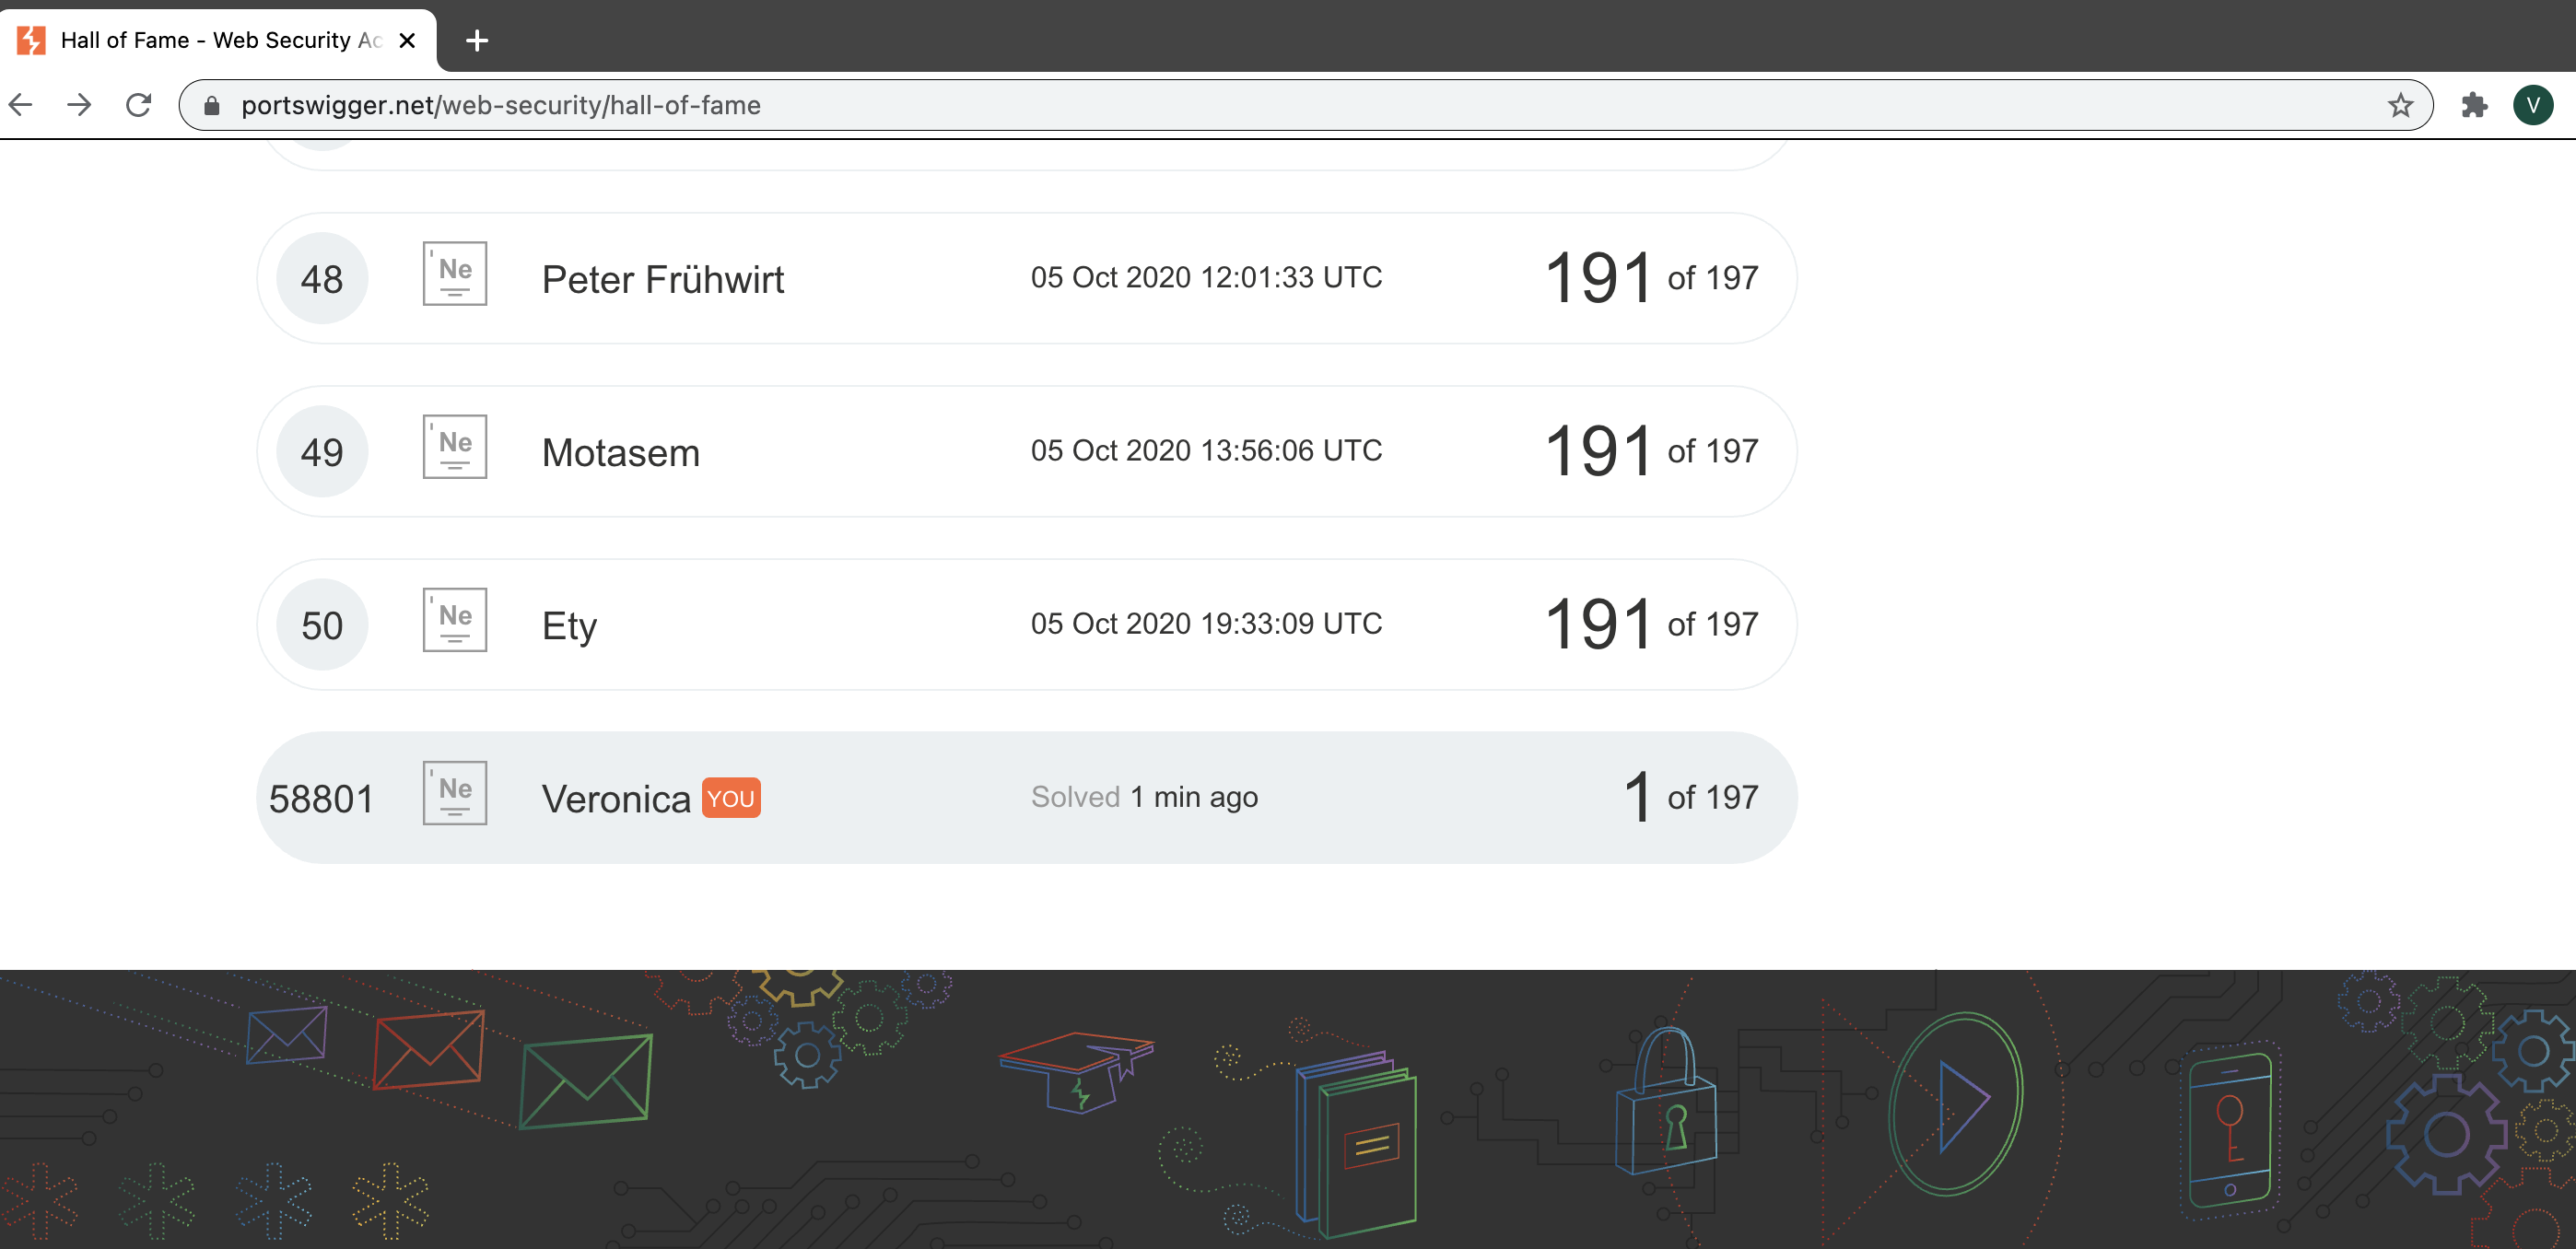 Hall of Fame - Web Security Ac
portswigger.net/web-security/hall-of-fame
V
48 Ne Peter Frühwirt 05 Oct 2020 12:01:33 UTC 191 of 197
49 Ne Motasem 05 Oct 2020 13:56:06 UTC 191 of 197
50 Ne Ety 05 Oct 2020 19:33:09 UTC 191 of 197
58801 Ne Veronica YOU Solved 1 min ago 1 of 197